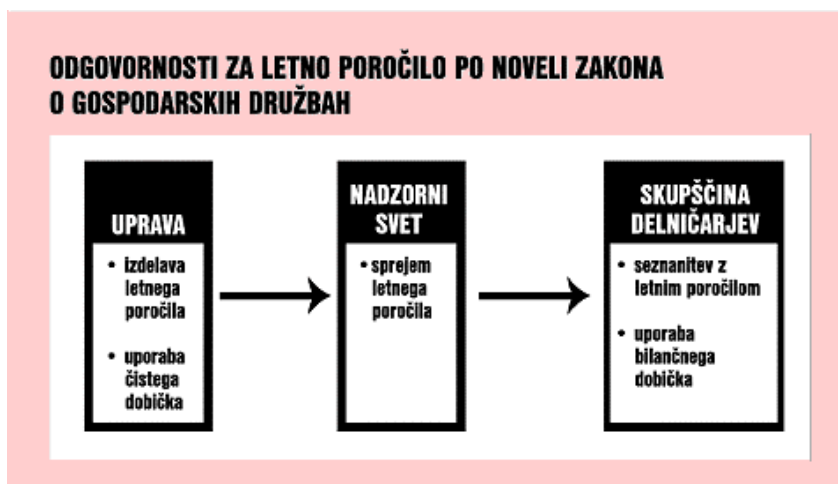 ODGOVORNOSTI ZA LETNO POROČILO PO NOVELI ZAKONA
O GOSPODARSKIH DRUŽBAH
UPRAVA
• izdelava
letnega
poročila
• uporaba
čistega
dobička
NADZORNI
SVET
• sprejem
letnega
poročila
SKUPŠČINA
DELNIČARJEV
• seznanitev z
letnim poročilom
• uporaba
bilančnega
dobička